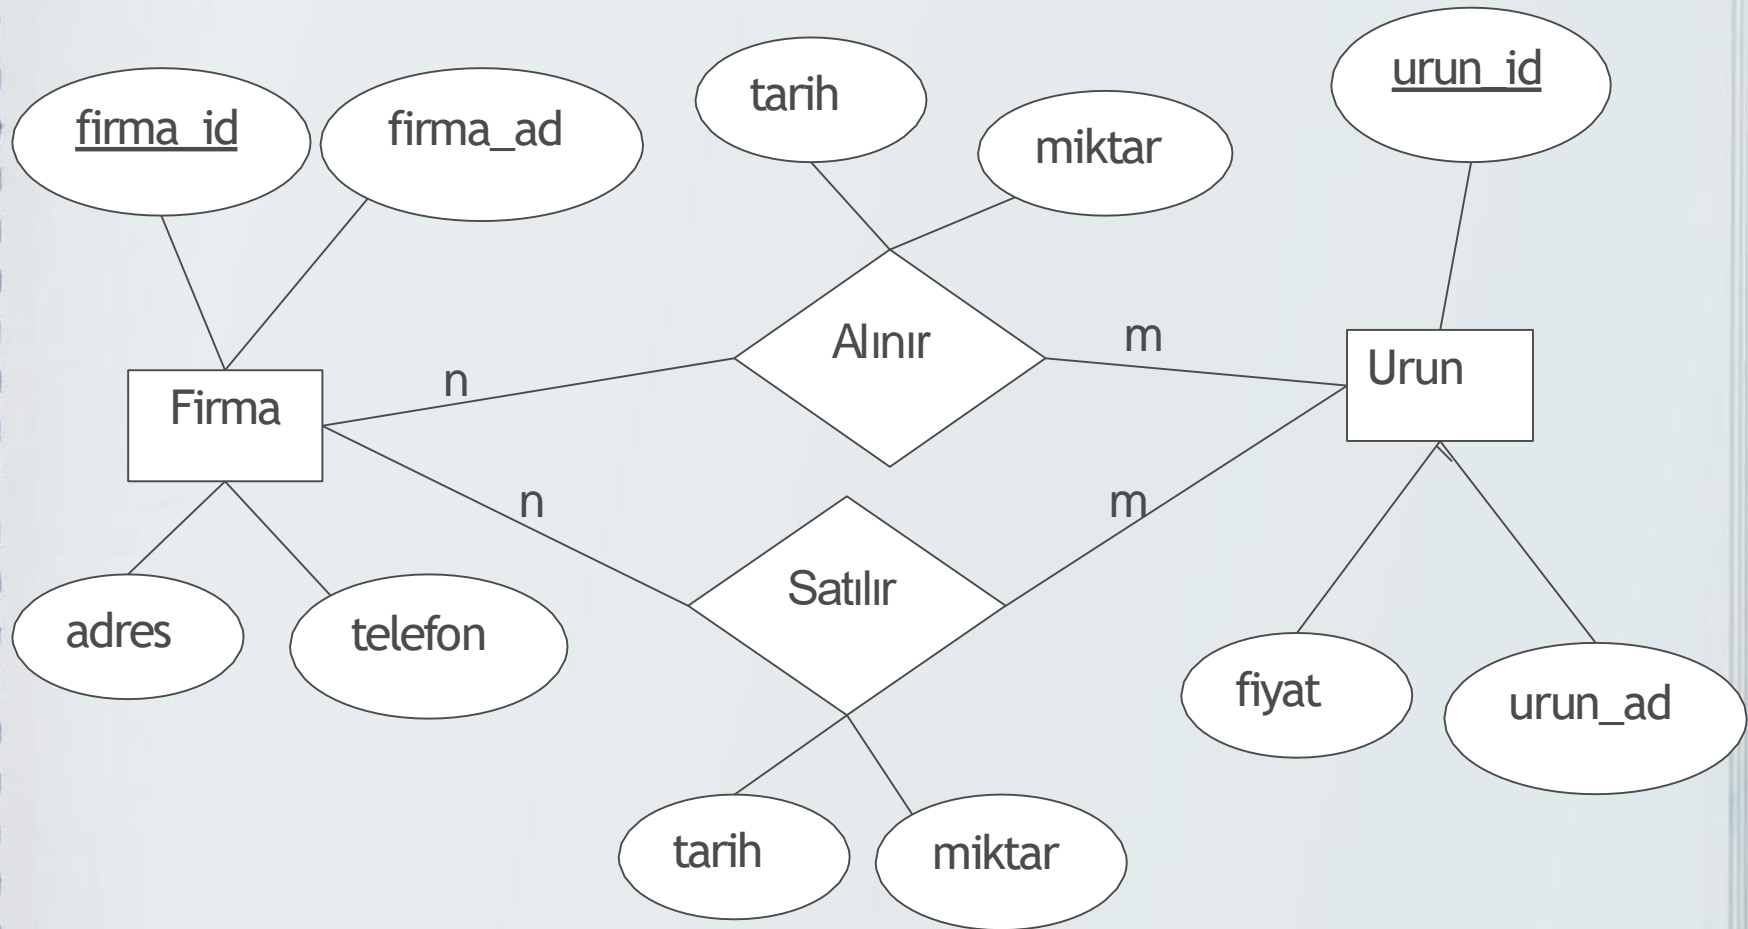 urun_id
tarih
firma_id
firma_ad
miktar
Alınır
m
Urun
n
Firma
n
m
Satılır
adres
telefon
fiyat
urun_ad
tarih
miktar